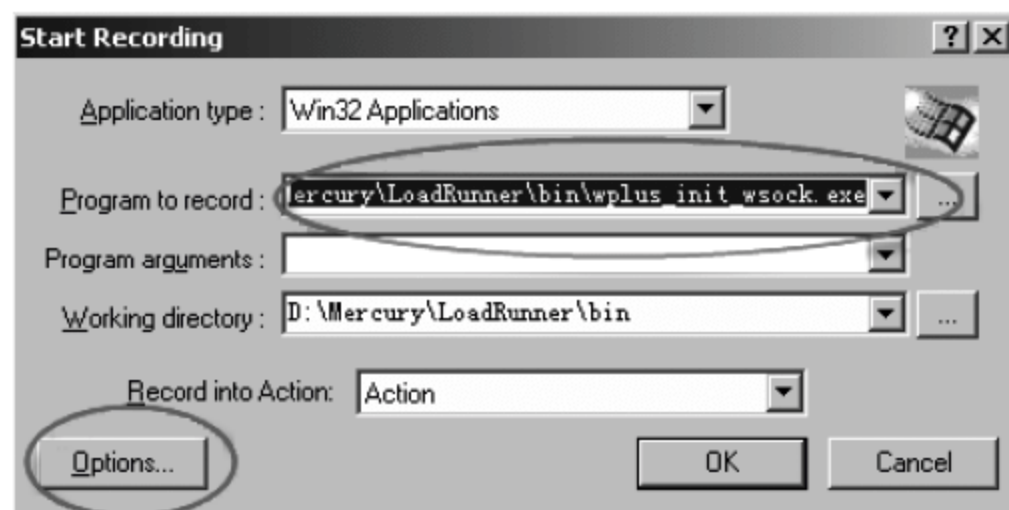 Start Recording
Application type : Win32 Applications
Program to record : ercury\LoadRunner\bin\wplus_init_wsock.exe ...
Program arguments :
Working directory : D:\Mercury\LoadRunner\bin ...
Record into Action: Action
Options... OK Cancel